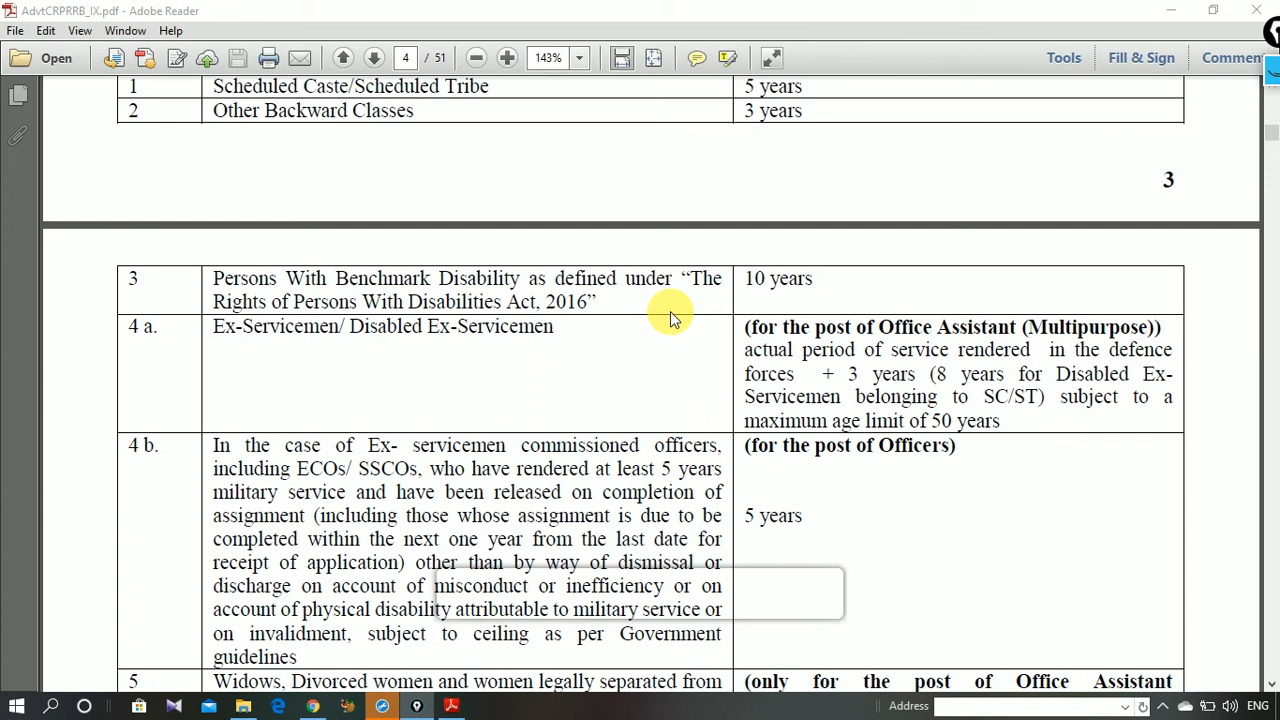 AdvtCRPRRB_IX.pdf - Adobe Reader
File Edit View Window Help
Open 4 / 51 143% Tools Fill & Sign Comment
1 Scheduled Caste/Scheduled Tribe 5 years
2 Other Backward Classes 3 years
3
3 Persons With Benchmark Disability as defined under “The 10 years
Rights of Persons With Disabilities Act, 2016”
4 a. Ex-Servicemen/ Disabled Ex-Servicemen (for the post of Office Assistant (Multipurpose))
actual period of service rendered in the defence
forces + 3 years (8 years for Disabled Ex-
Servicemen belonging to SC/ST) subject to a
maximum age limit of 50 years
4 b. In the case of Ex- servicemen commissioned officers, (for the post of Officers)
including ECOs/ SSCOs, who have rendered at least 5 years
military service and have been released on completion of
assignment (including those whose assignment is due to be 5 years
completed within the next one year from the last date for
receipt of application) other than by way of dismissal or
discharge on account of misconduct or inefficiency or on
account of physical disability attributable to military service or
on invalidment, subject to ceiling as per Government
guidelines
5 Widows, Divorced women and women legally separated from (only for the post of Office Assistant
Address ENG